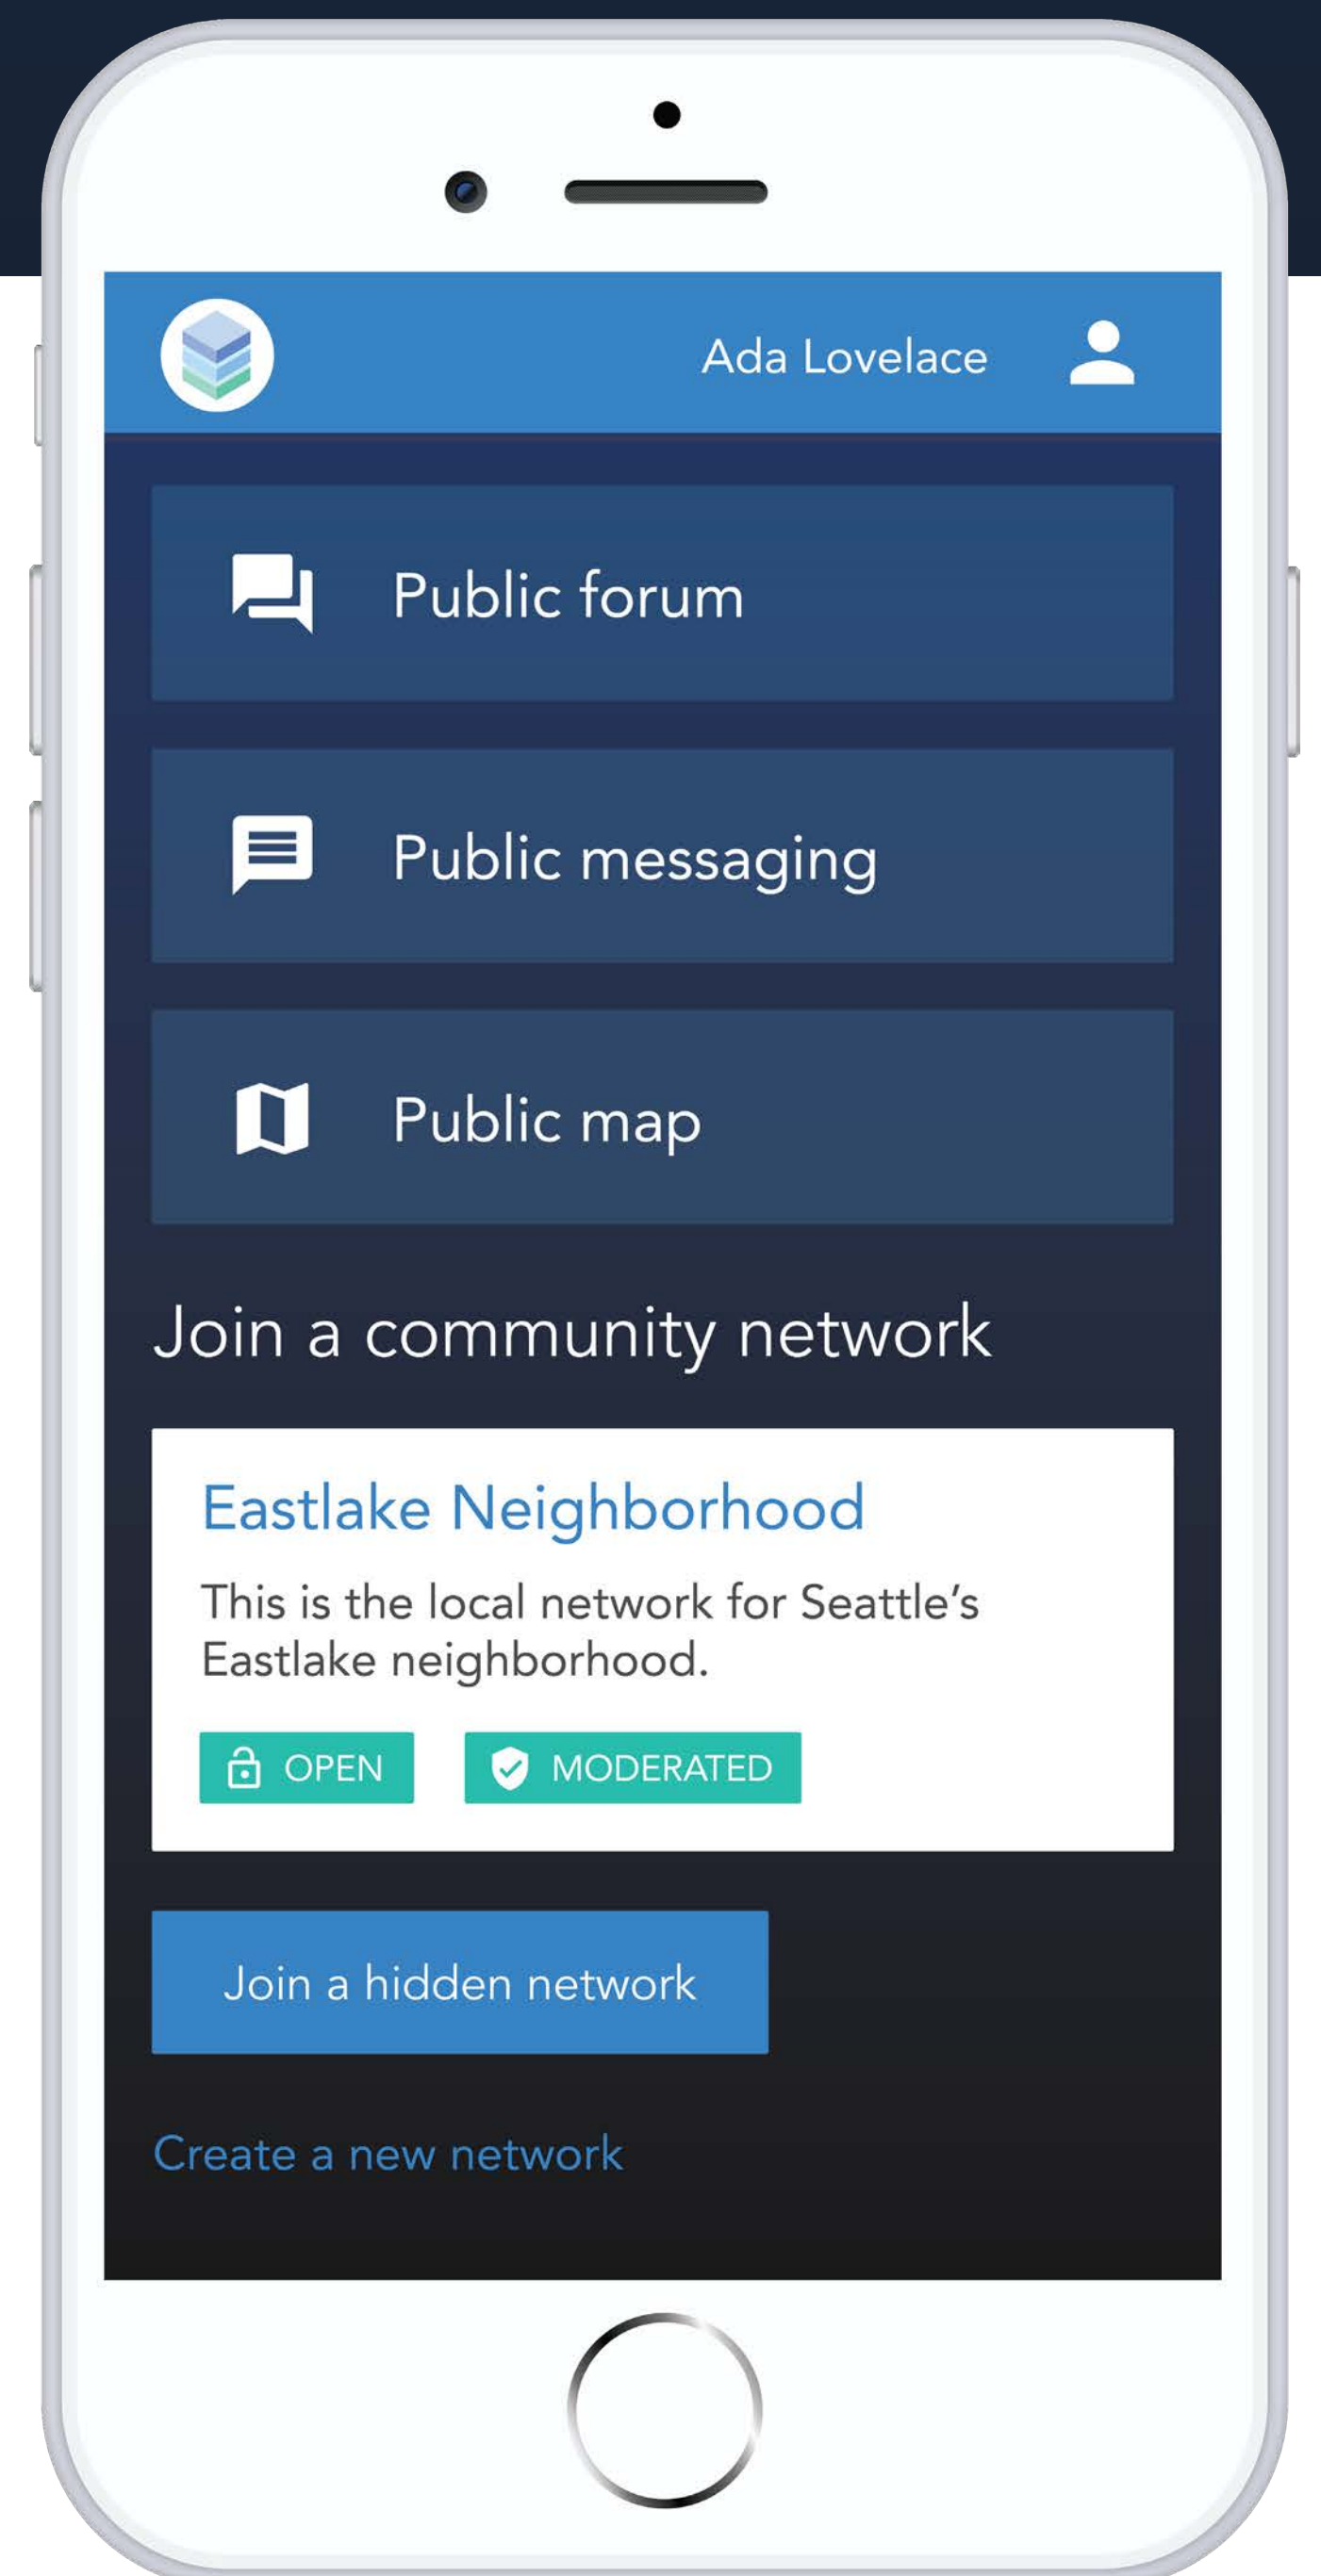 Ada Lovelace
Public forum
Public messaging
Public map
Join a community network
Eastlake Neighborhood
This is the local network for Seattle’s
Eastlake neighborhood.
OPEN MODERATED
Join a hidden network
Create a new network